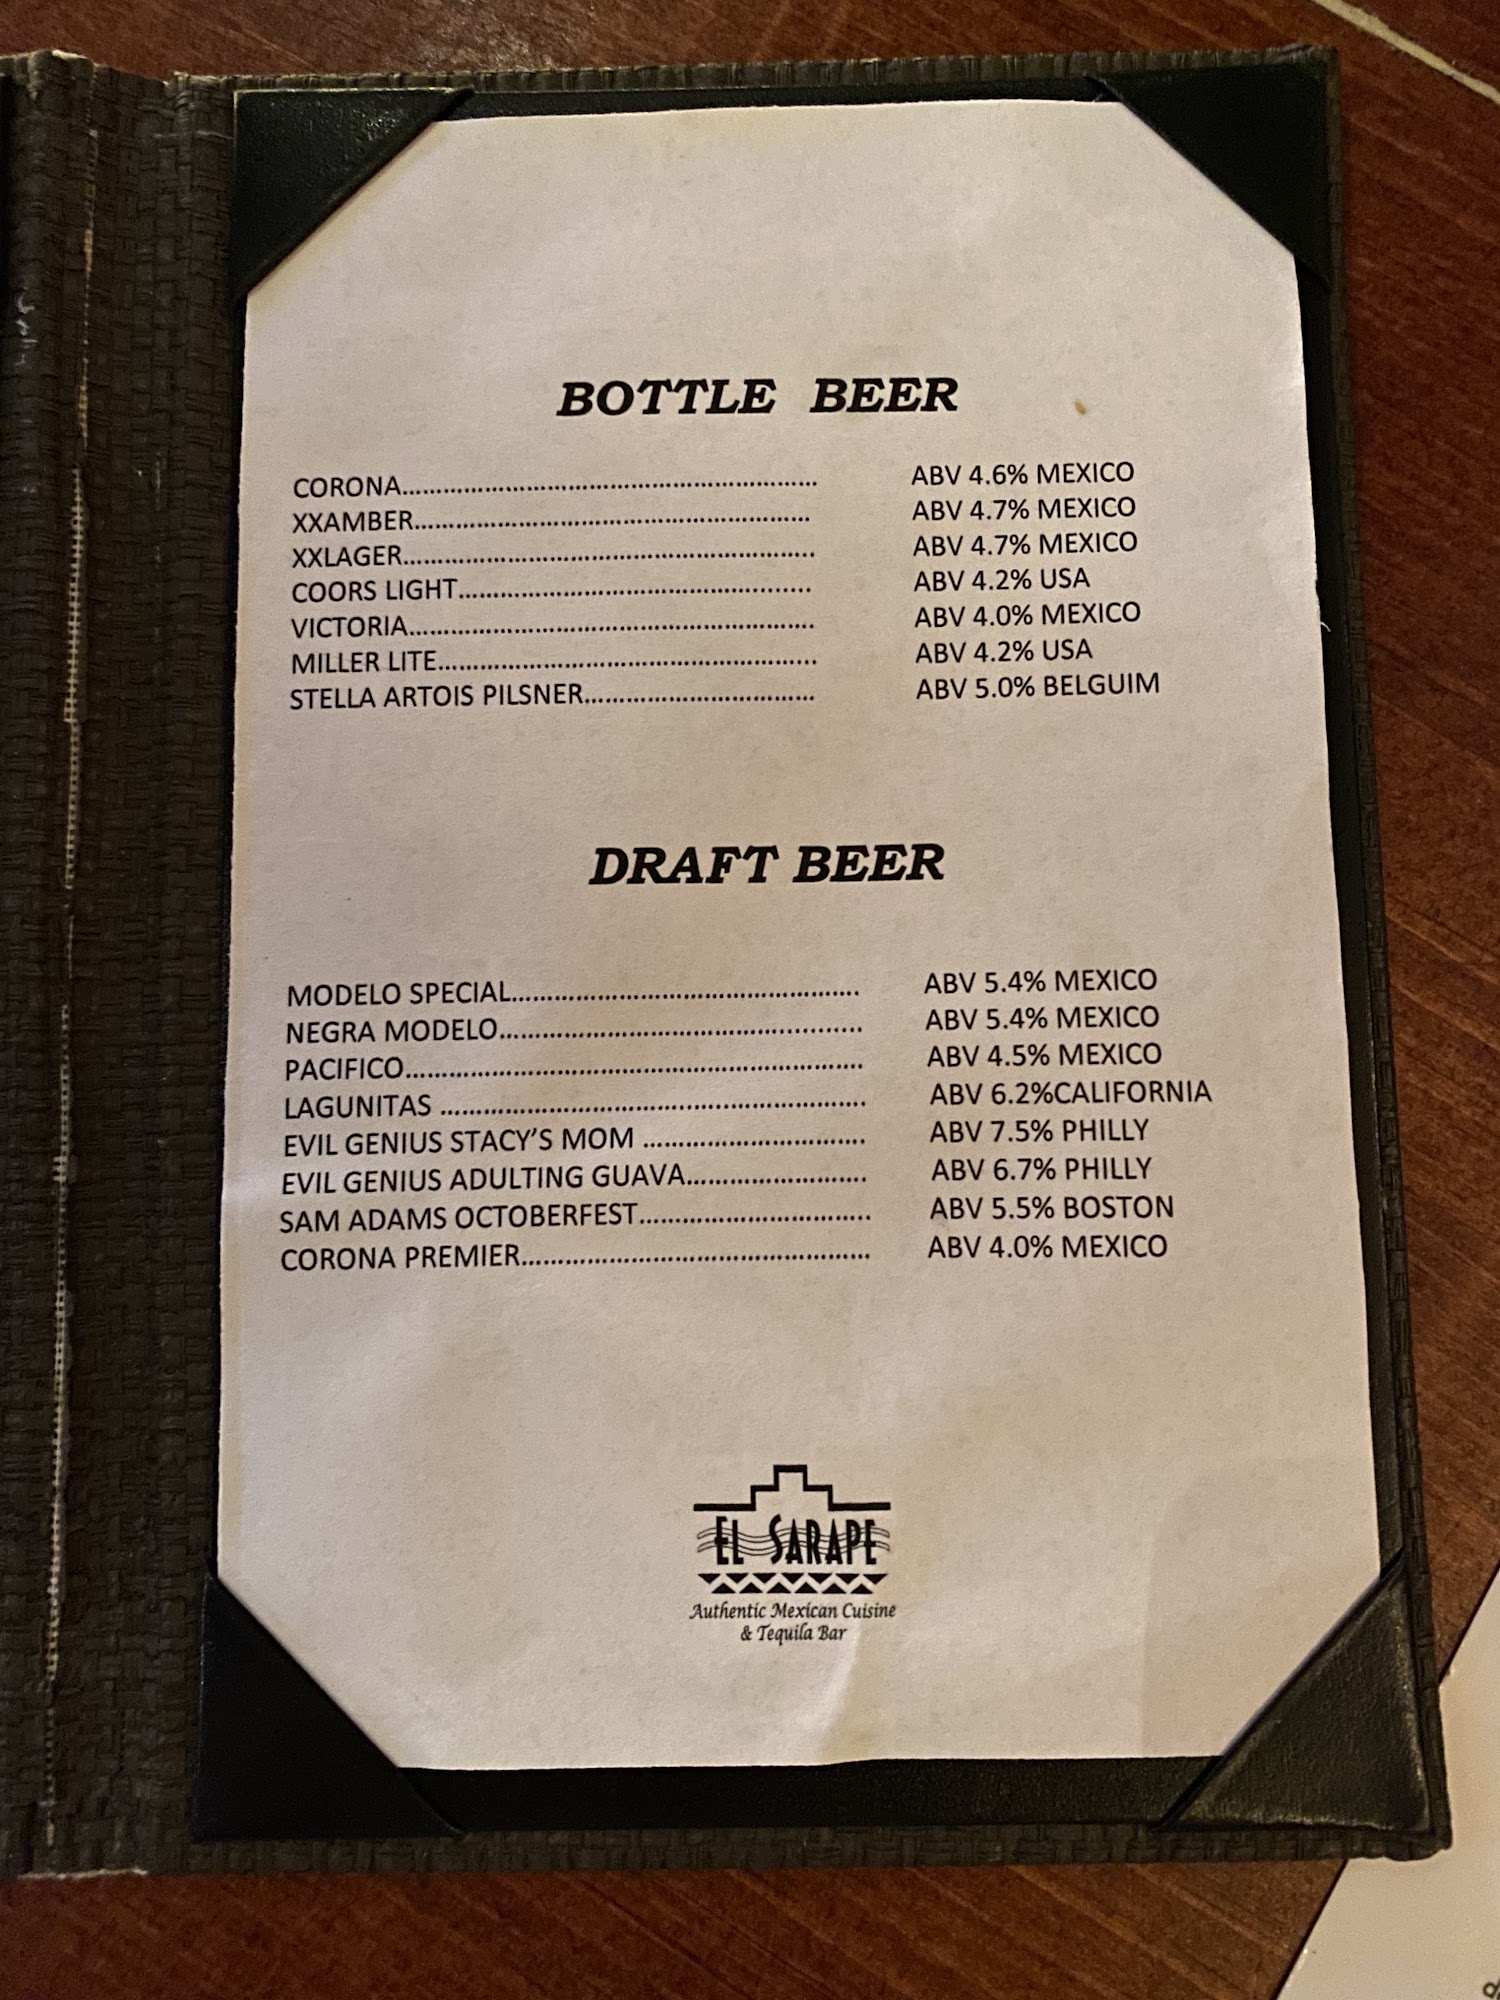 BOTTLE BEER
CORONA.......................................................... ABV 4.6% MEXICO
XXAMBER........................................................ ABV 4.7% MEXICO
XXLAGER.......................................................... ABV 4.7% MEXICO
COORS LIGHT.................................................. ABV 4.2% USA
VICTORIA......................................................... ABV 4.0% MEXICO
MILLER LITE..................................................... ABV 4.2% USA
STELLA ARTOIS PILSNER................................ ABV 5.0% BELGUIM
DRAFT BEER
MODELO SPECIAL................................................ ABV 5.4% MEXICO
NEGRA MODELO.................................................. ABV 5.4% MEXICO
PACIFICO............................................................... ABV 4.5% MEXICO
LAGUNITAS ........................................................... ABV 6.2%CALIFORNIA
EVIL GENIUS STACY'S MOM ............................... ABV 7.5% PHILLY
EVIL GENIUS ADULTING GUAVA......................... ABV 6.7% PHILLY
SAM ADAMS OCTOBERFEST................................ ABV 5.5% BOSTON
CORONA PREMIER................................................ ABV 4.0% MEXICO
EL SARAPE
Authentic Mexican Cuisine
& Tequila Bar